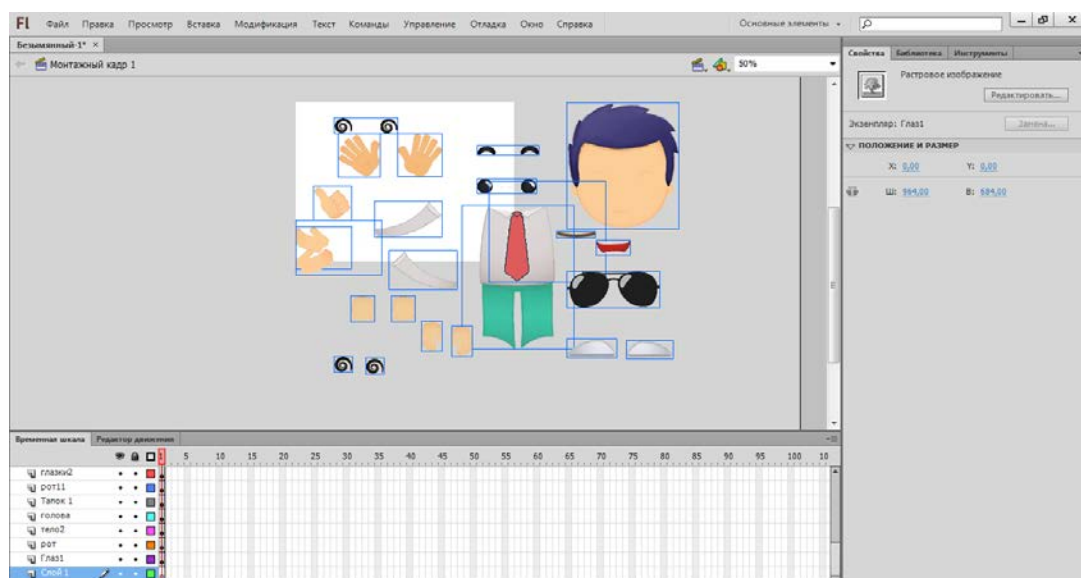 Fl Файл Правка Просмотр Вставка Модификация Текст Команды Управление Отладка Окно Справка Основные элементы
Безымянный-1* ×
Монтажный кадр 1 50%
Свойства Библиотека Инструменты
Растровое изображение
Редактировать...
Экземпляр: Глаз1 Замена...
ПОЛОЖЕНИЕ И РАЗМЕР
X: 0,00 Y: 0,00
Ш: 964,00 В: 684,00
Временная шкала Редактор движения
1 5 10 15 20 25 30 35 40 45 50 55 60 65 70 75 80 85 90 95 100 10
глазки2
рот11
Тапок 1
голова
тело2
рот
Глаз1
Слой 1